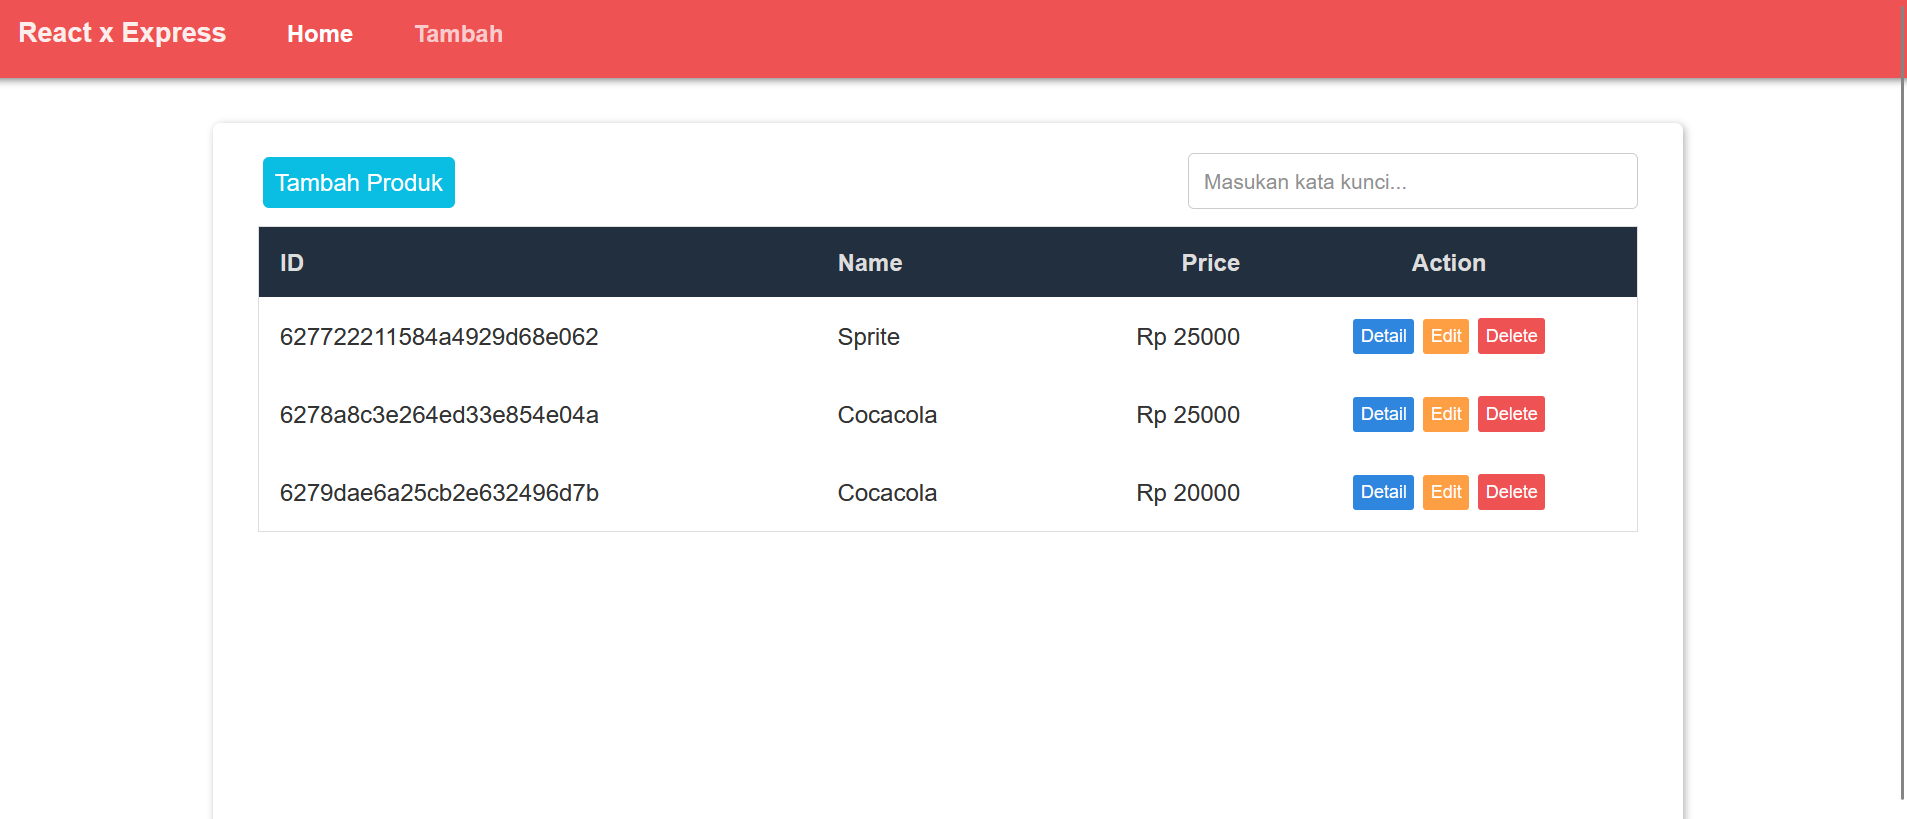 React x Express Home Tambah
Tambah Produk Masukan kata kunci...
ID Name Price Action
627722211584a4929d68e062 Sprite Rp 25000 Detail Edit Delete
6278a8c3e264ed33e854e04a Cocacola Rp 25000 Detail Edit Delete
6279dae6a25cb2e632496d7b Cocacola Rp 20000 Detail Edit Delete